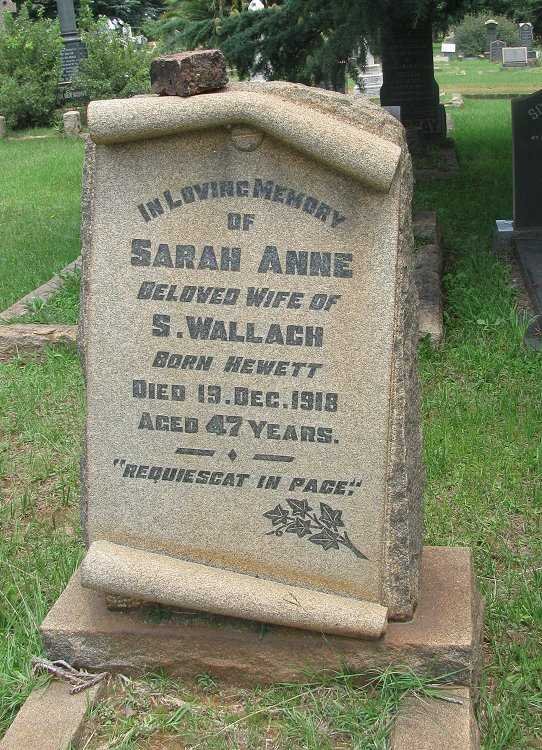 IN LOVING MEMORY
OF
SARAH ANNE
BELOVED WIFE OF
S. WALLACH
BORN HEWETT
DIED 13. DEC. 1918
AGED 47 YEARS.
"REQUIESCAT IN PACE."